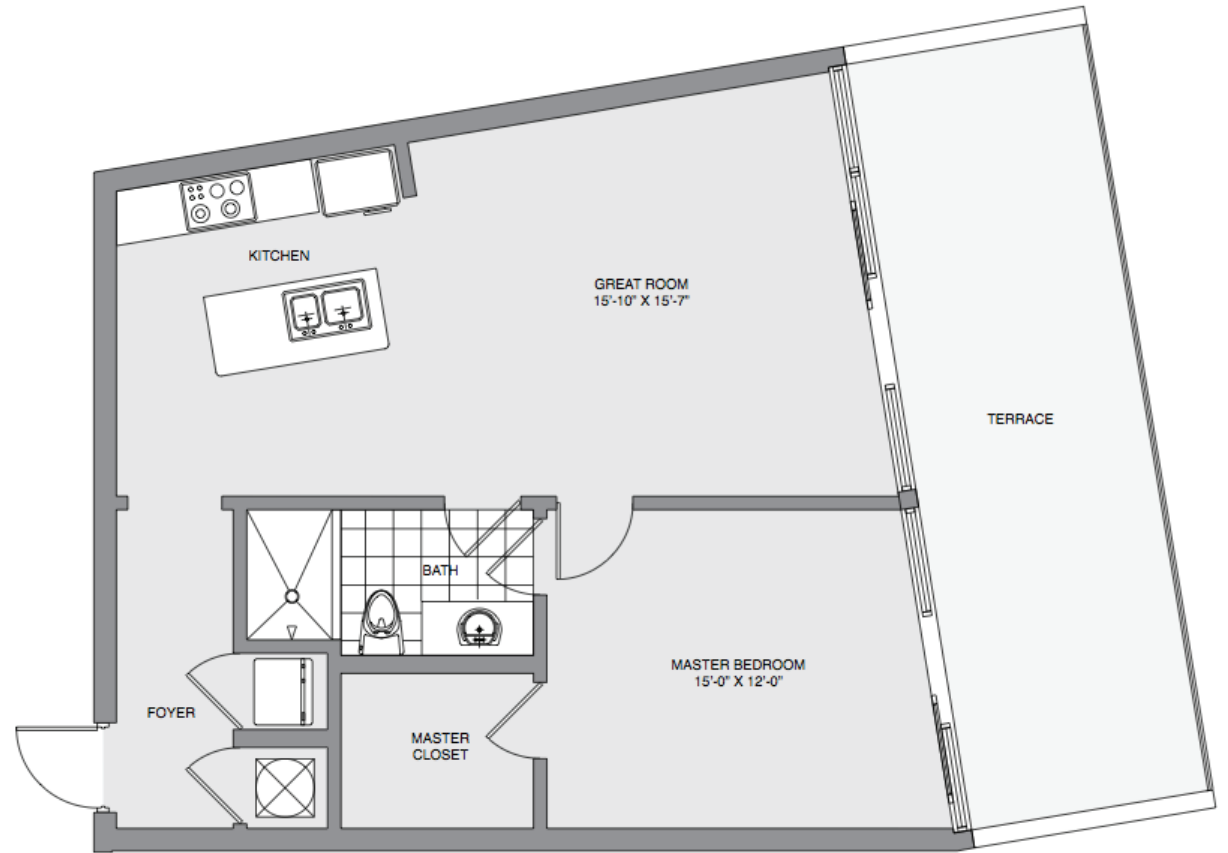 KITCHEN
GREAT ROOM
15'-10" X 15'-7"
TERRACE
BATH
MASTER BEDROOM
15'-0" X 12'-0"
FOYER
MASTER
CLOSET